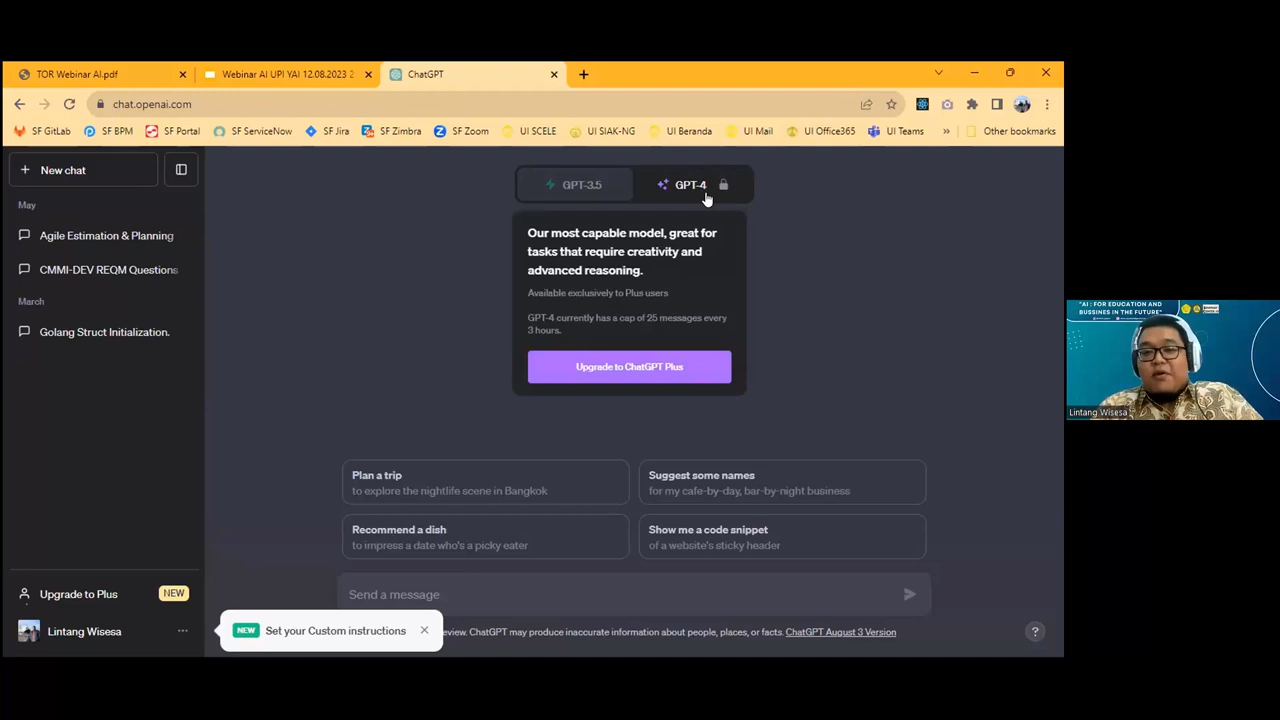 TOR Webinar AI.pdf
Webinar AI UPI YAI 12.08.2023 2
ChatGPT
chat.openai.com
SF GitLab
SF BPM
SF Portal
SF ServiceNow
SF Jira
SF Zimbra
SF Zoom
UI SCELE
UI SIAK-NG
UI Beranda
UI Mail
UI Office365
UI Teams
Other bookmarks
New chat
May
Agile Estimation & Planning
CMMI-DEV REQM Questions
March
Golang Struct Initialization.
Upgrade to Plus
NEW
Lintang Wisesa
GPT-3.5
GPT-4
Our most capable model, great for
tasks that require creativity and
advanced reasoning.
Available exclusively to Plus users
GPT-4 currently has a cap of 25 messages every
3 hours.
Upgrade to ChatGPT Plus
Plan a trip
to explore the nightlife scene in Bangkok
Suggest some names
for my cafe-by-day, bar-by-night business
Recommend a dish
to impress a date who's a picky eater
Show me a code snippet
of a website's sticky header
Send a message
NEW Set your Custom instructions
view. ChatGPT may produce inaccurate information about people, places, or facts. ChatGPT August 3 Version
?
"AI : FOR EDUCATION AND
BUSSINES IN THE FUTURE"
Lintang Wisesa